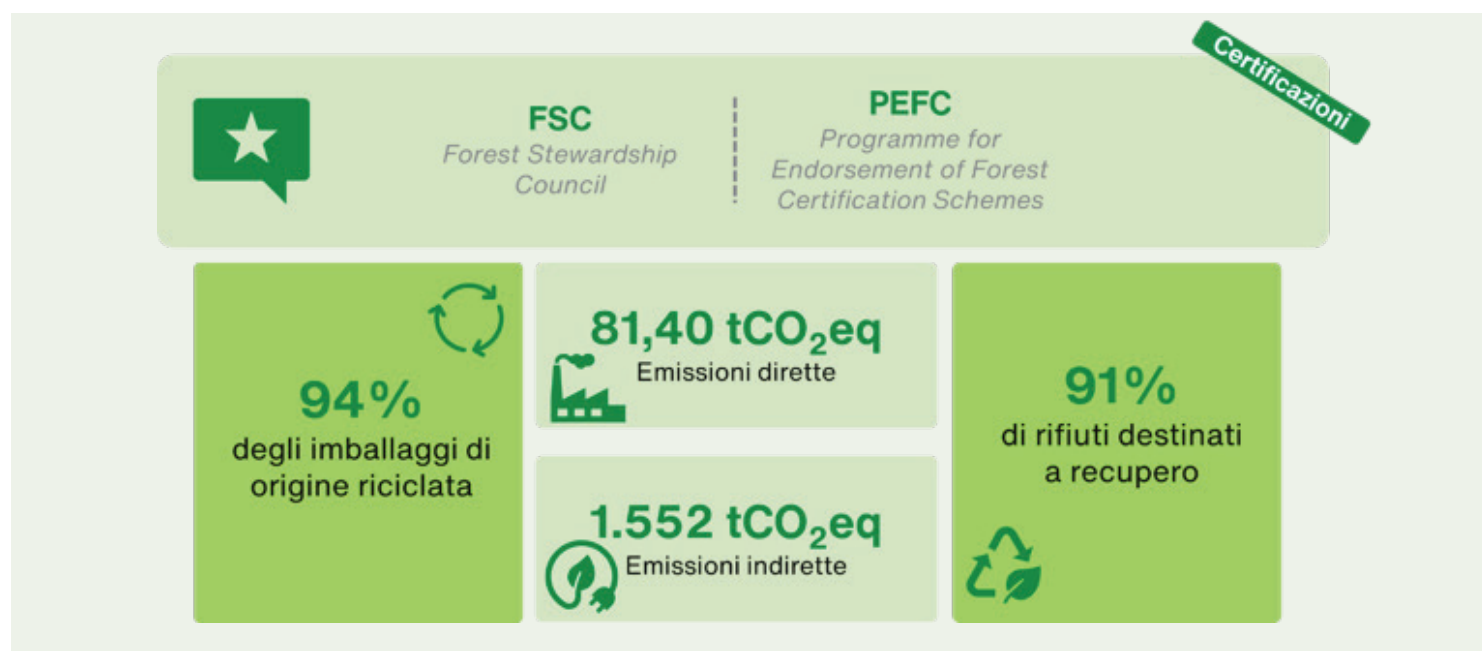 Certificazioni
FSC
Forest Stewardship
Council
PEFC
Programme for
Endorsement of Forest
Certification Schemes
94%
degli imballaggi di
origine riciclata
81,40 tCO₂eq
Emissioni dirette
1.552 tCO₂eq
Emissioni indirette
91%
di rifiuti destinati
a recupero